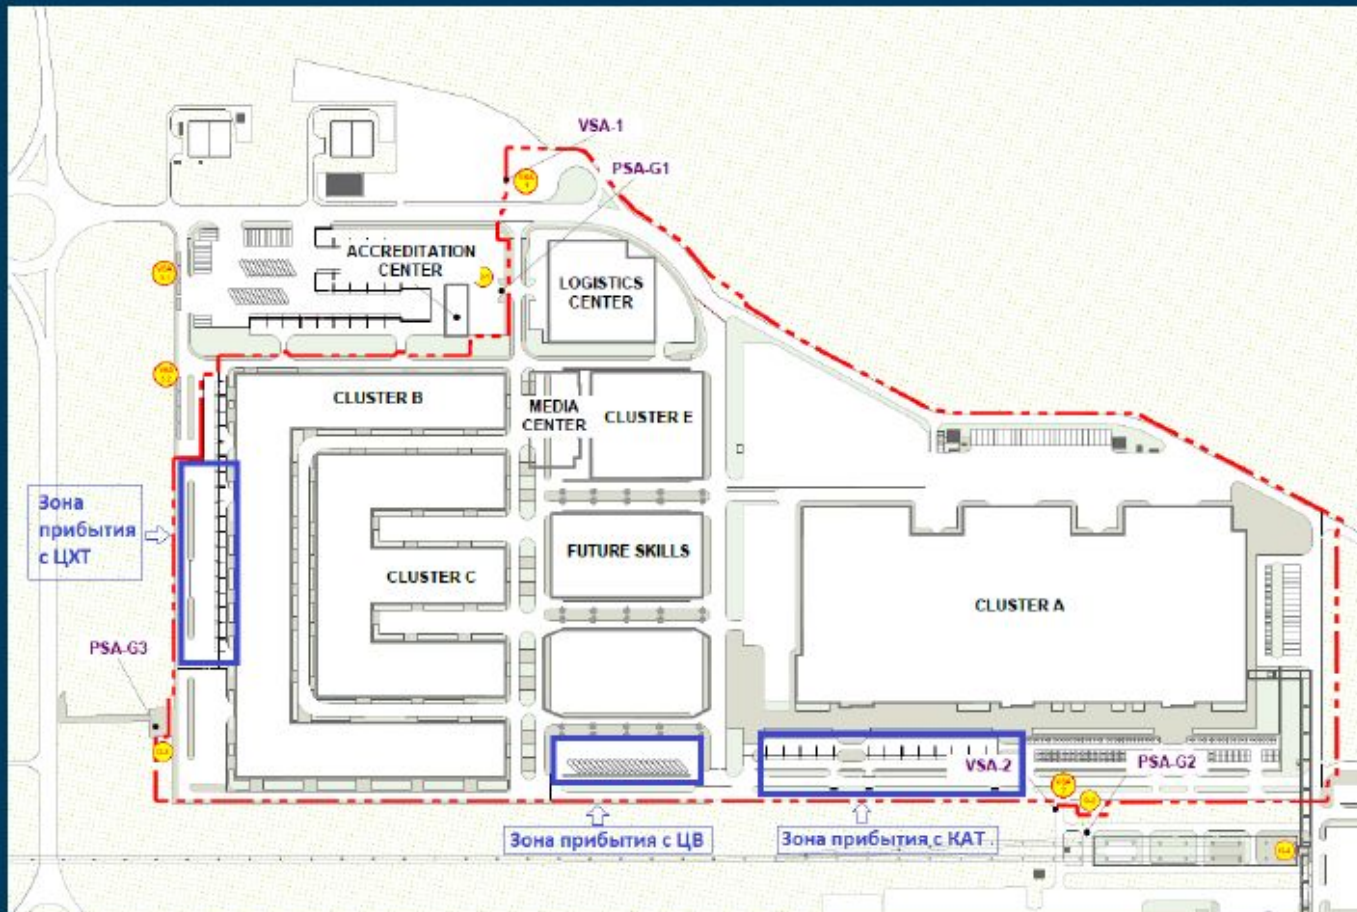 VSA-1
PSA-G1
ACCREDITATION
CENTER
LOGISTICS
CENTER
CLUSTER B
MEDIA
CENTER
CLUSTER E
Зона
прибытия
с ЦХТ
FUTURE SKILLS
CLUSTER C
CLUSTER A
PSA-G3
VSA-2
PSA-G2
Зона прибытия с ЦВ
Зона прибытия с КАТ